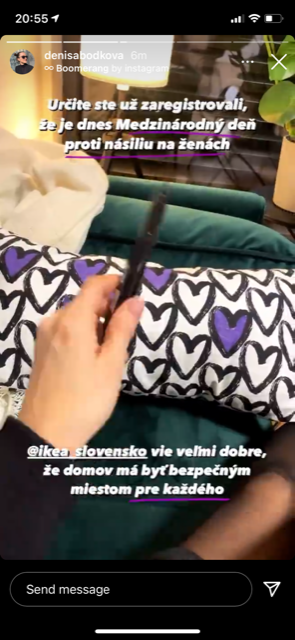 20:55
denisabodkova 6m
∞ Boomerang by Instagram
Určite ste už zaregistrovali,
že je dnes Medzinárodný deň
proti násiliu na ženách
@ikea_slovensko vie veľmi dobre,
že domov má byť bezpečným
miestom pre každého
Send message